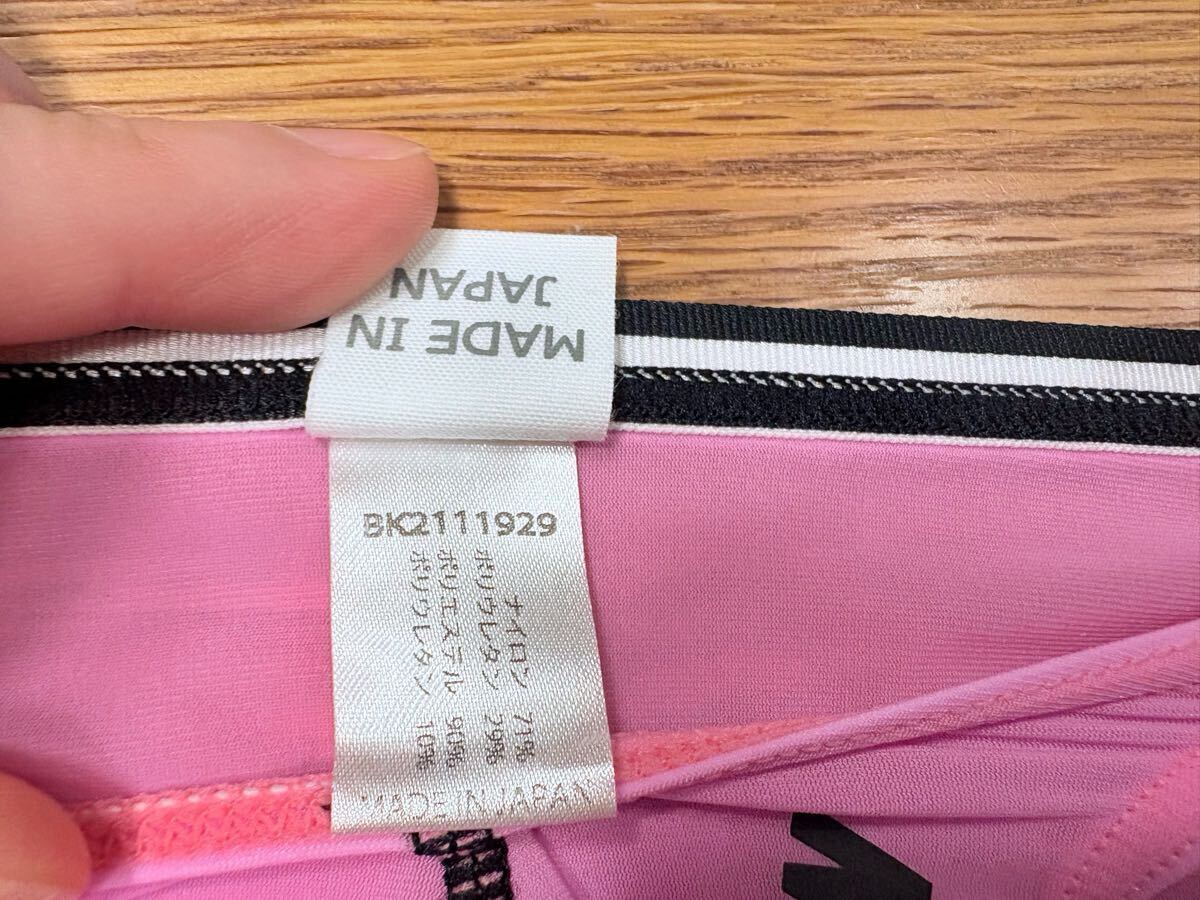 MADE IN
JAPAN
BK2111929
ナイロン 71%
ポリウレタン 29%
ポリエステル 90%
ポリウレタン 10%
MADE IN JAPAN